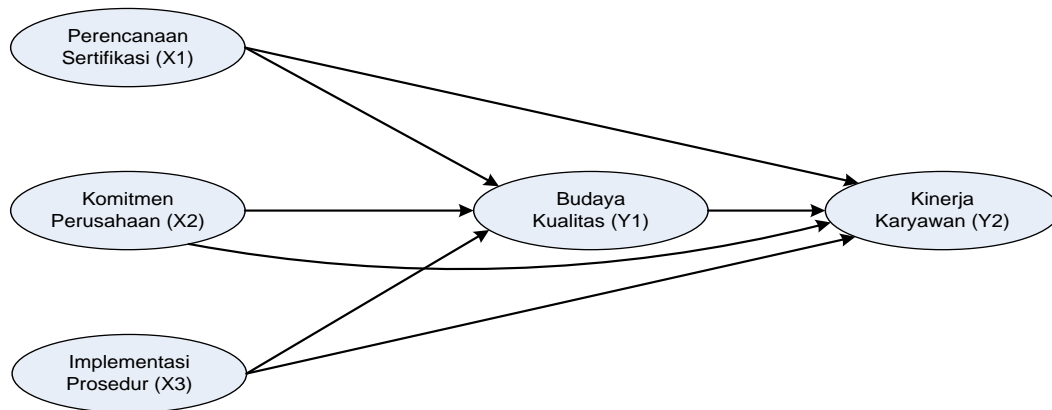 Perencanaan
Sertifikasi (X1)
Komitmen
Perusahaan (X2)
Budaya
Kualitas (Y1)
Kinerja
Karyawan (Y2)
Implementasi
Prosedur (X3)